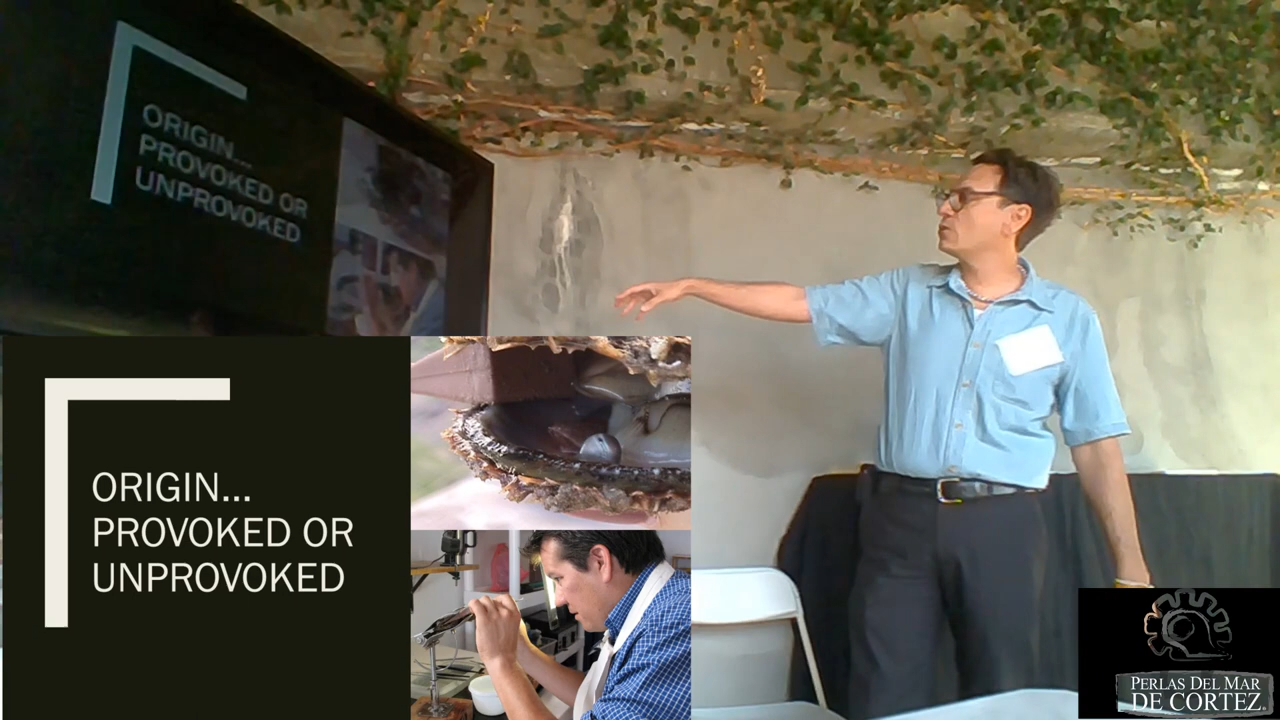 ORIGIN...
PROVOKED OR
UNPROVOKED
ORIGIN...
PROVOKED OR
UNPROVOKED
PERLAS DEL MAR
DE CORTEZ